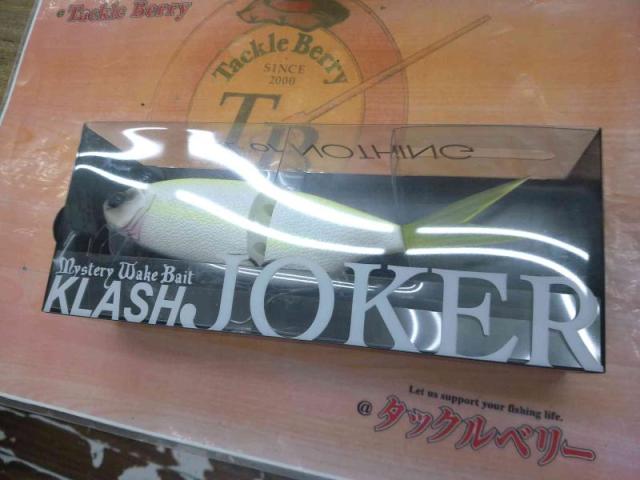 @ Tackle Berry
Tackle Berry
SINCE
2000
TB
or NOTHING
Mystery Wake Bait
KLASH JOKER
Let us support your fishing life.
@ タックルベリー